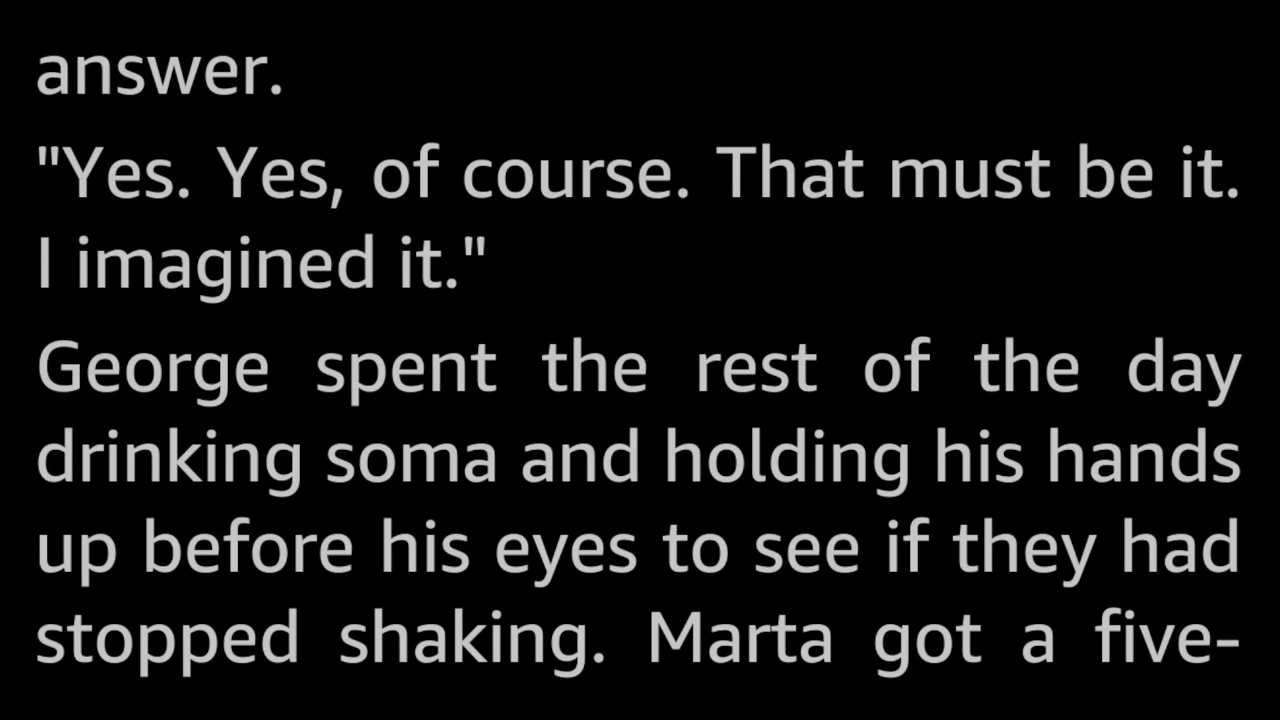 answer.
"Yes. Yes, of course. That must be it.
I imagined it."
George spent the rest of the day
drinking soma and holding his hands
up before his eyes to see if they had
stopped shaking. Marta got a five-